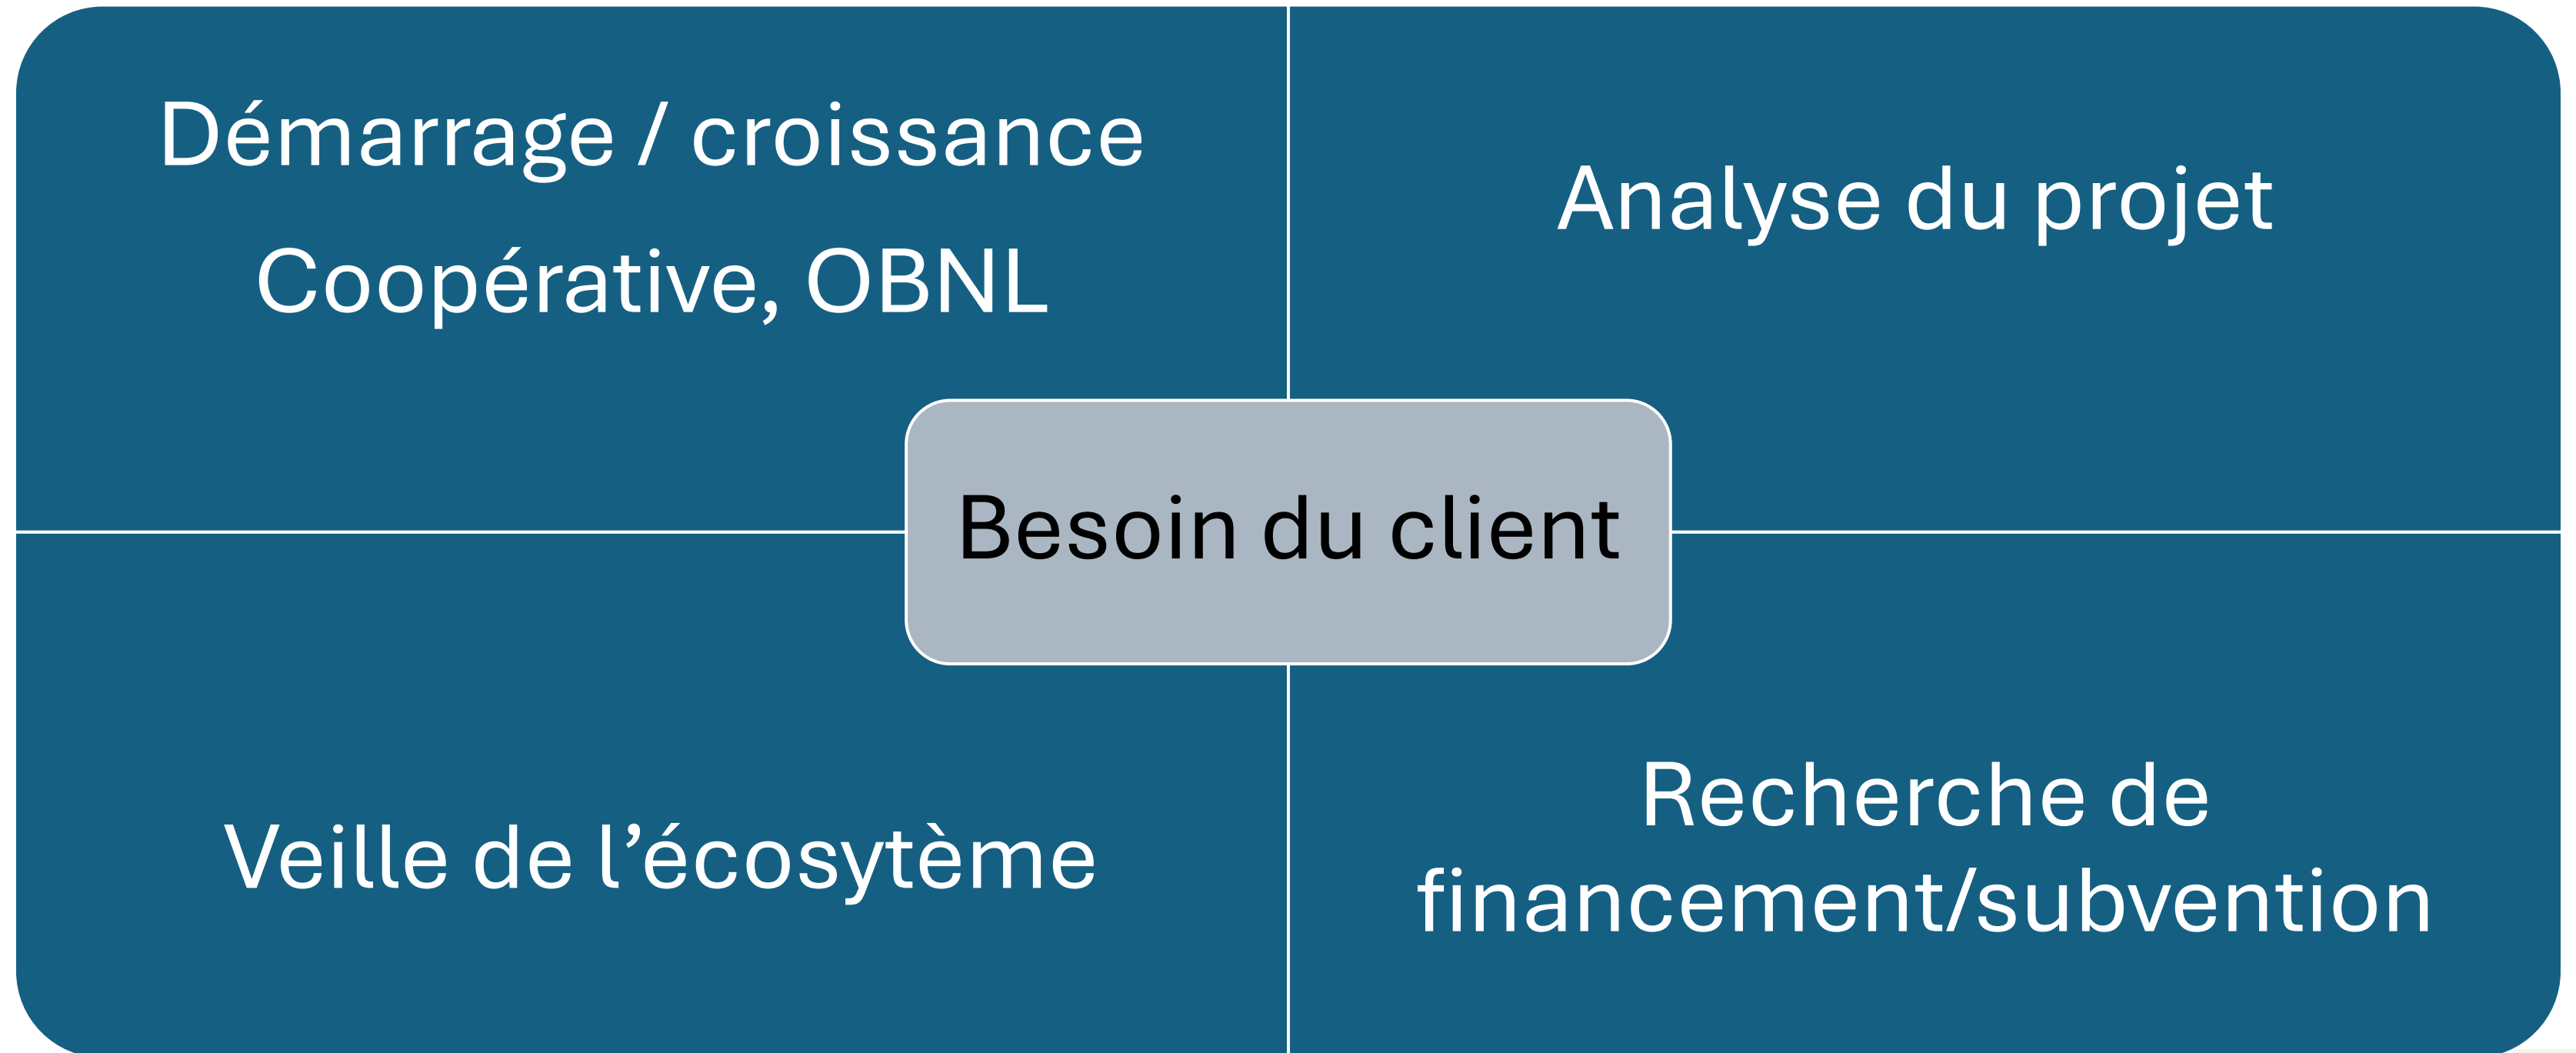 Démarrage / croissance
Coopérative, OBNL
Analyse du projet
Besoin du client
Veille de l’écosytème
Recherche de
financement/subvention